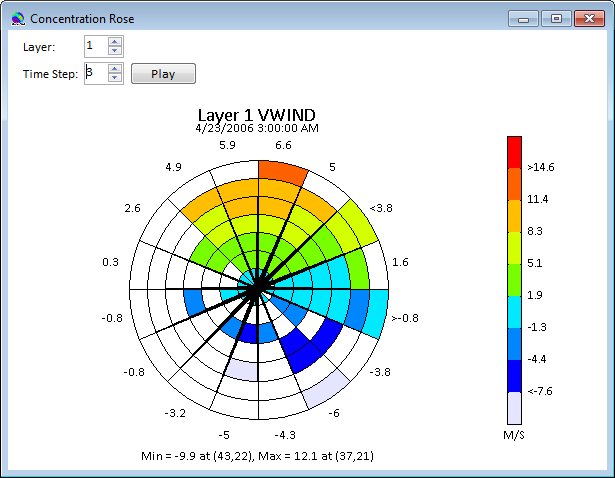 Concentration Rose
Layer: 1
Time Step: 3 Play
Layer 1 VWIND
4/23/2006 3:00:00 AM
5.9 6.6
4.9 5
2.6 <3.8
0.3 1.6
-0.8 >-0.8
-0.8 -3.8
-3.2 -6
-5 -4.3
>14.6
11.4
8.3
5.1
1.9
-1.3
-4.4
<-7.6
M/S
Min = -9.9 at (43,22), Max = 12.1 at (37,21)